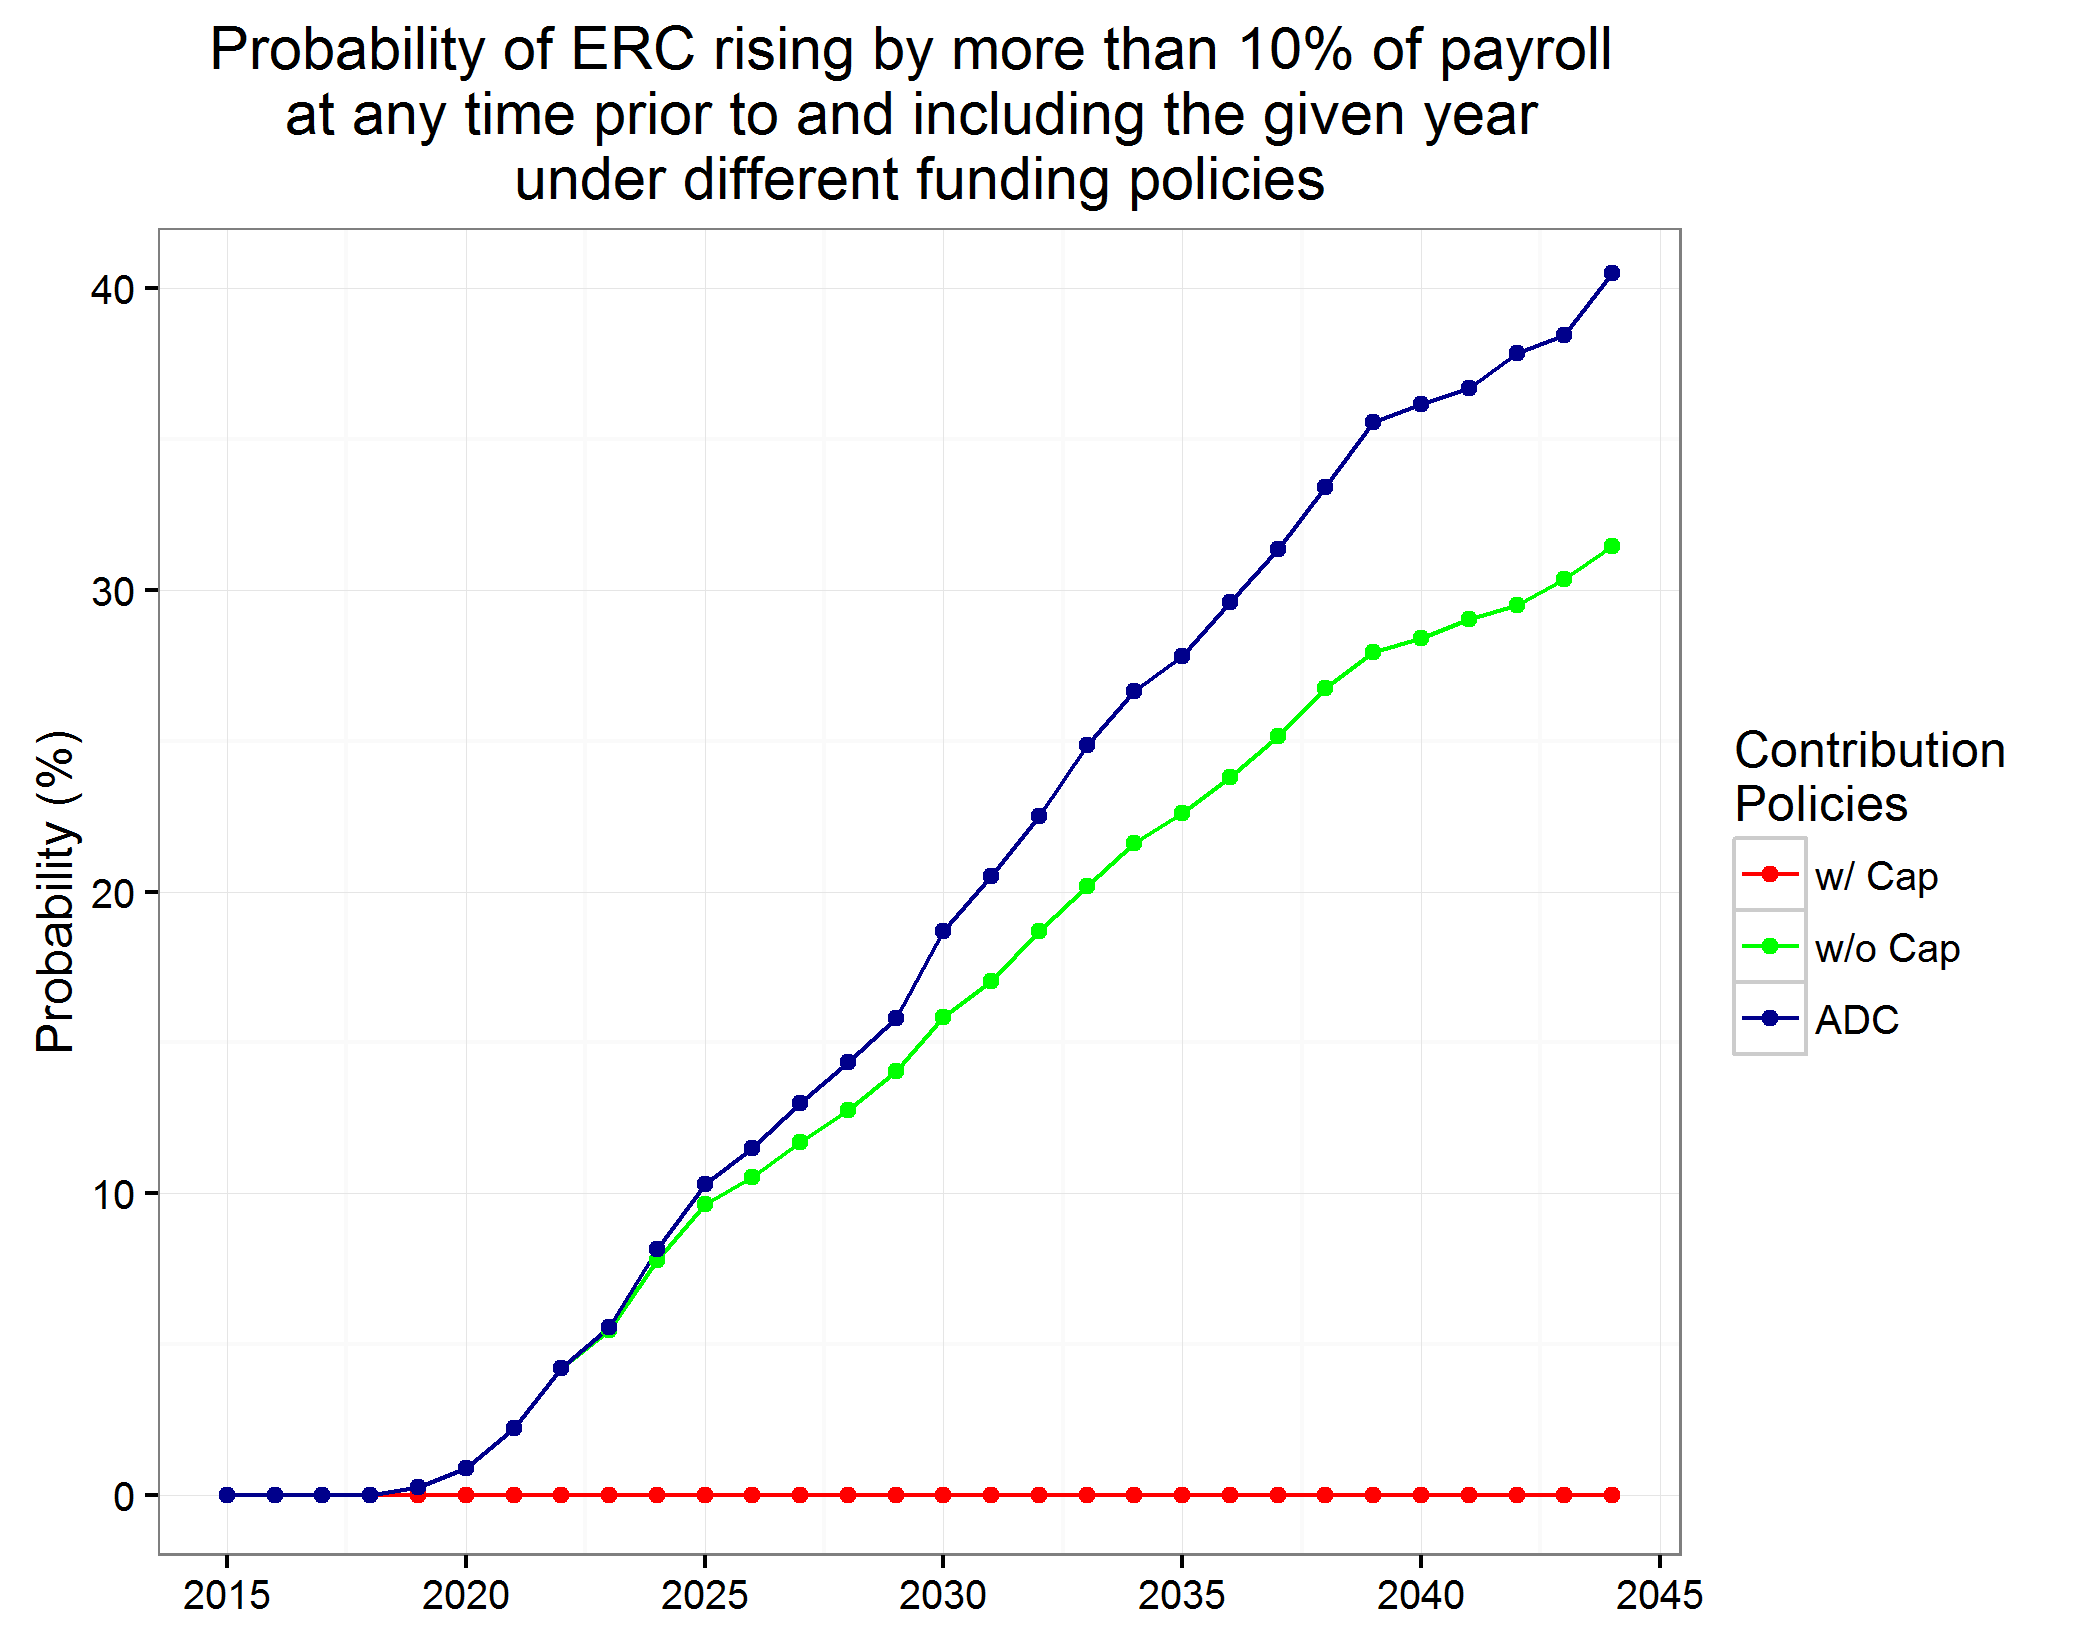 Probability of ERC rising by more than 10% of payroll
at any time prior to and including the given year
under different funding policies
Probability (%)
40
30
20
10
0
2015 2020 2025 2030 2035 2040 2045
Contribution
Policies
w/ Cap
w/o Cap
ADC